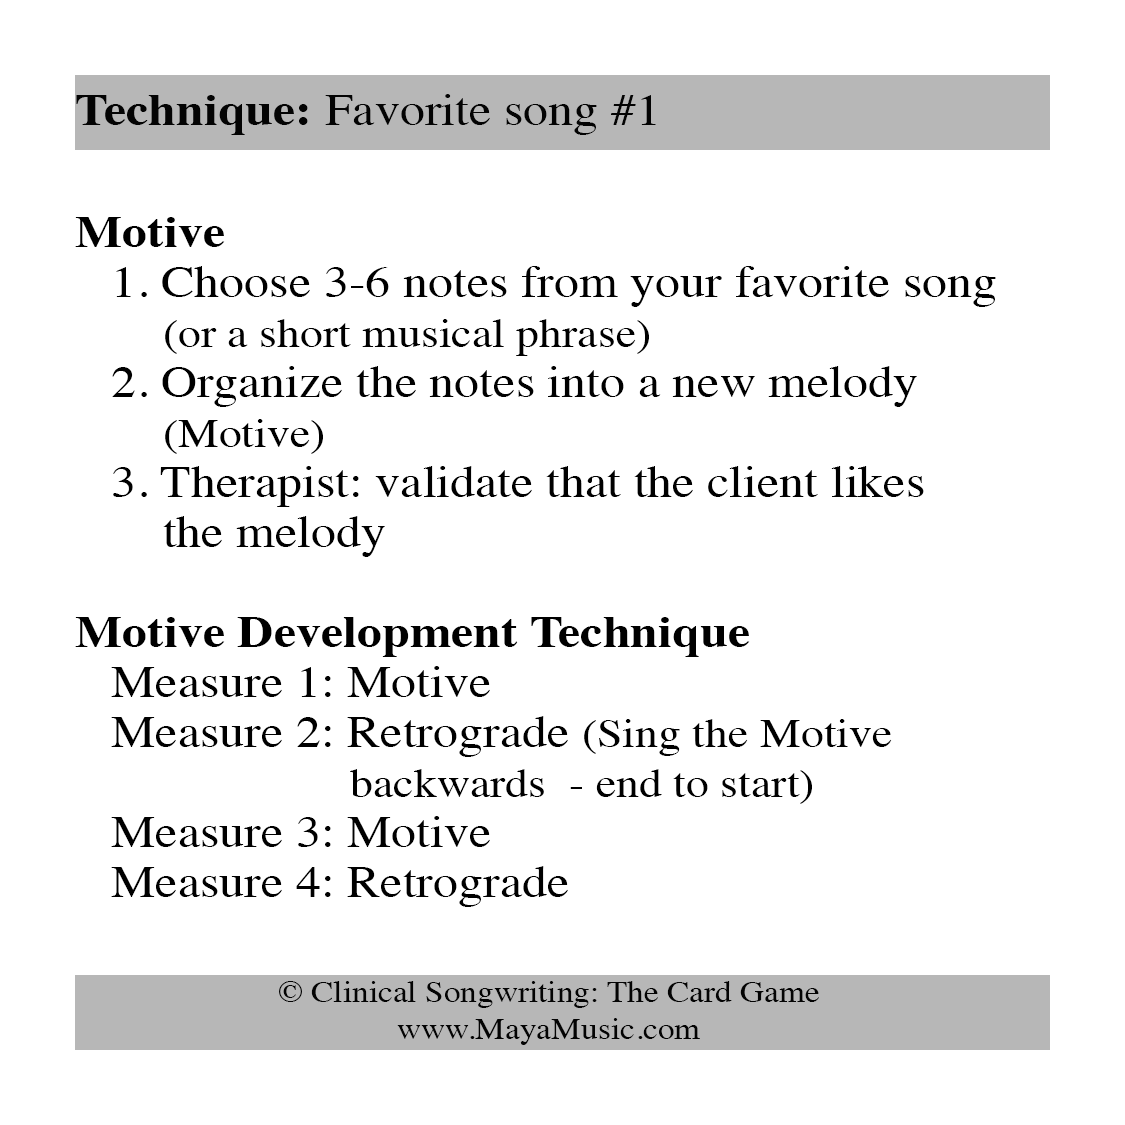 Technique: Favorite song #1
Motive
1. Choose 3-6 notes from your favorite song
(or a short musical phrase)
2. Organize the notes into a new melody
(Motive)
3. Therapist: validate that the client likes
the melody
Motive Development Technique
Measure 1: Motive
Measure 2: Retrograde (Sing the Motive
backwards - end to start)
Measure 3: Motive
Measure 4: Retrograde
© Clinical Songwriting: The Card Game
www.MayaMusic.com